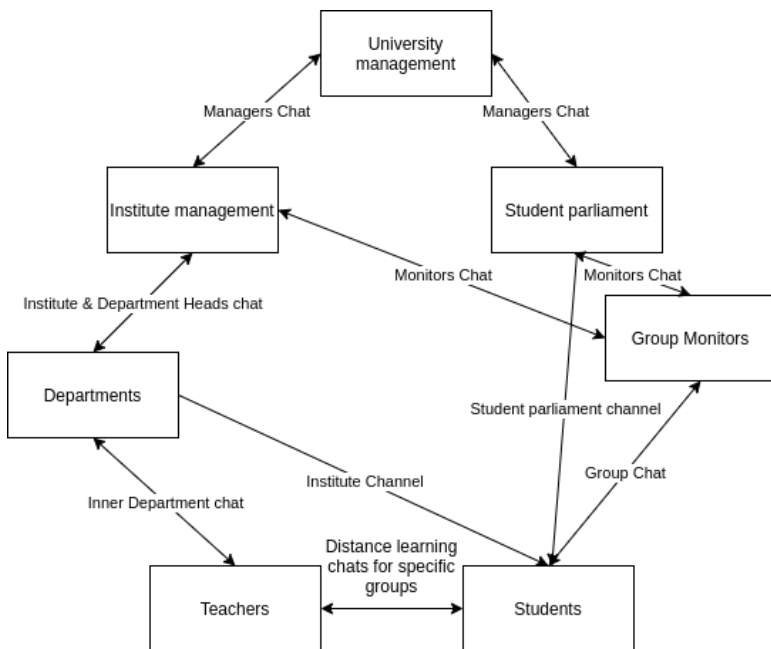 University
management
Managers Chat
Managers Chat
Institute management
Student parliament
Monitors Chat
Monitors Chat
Institute & Department Heads chat
Group Monitors
Departments
Student parliament channel
Institute Channel
Group Chat
Inner Department chat
Distance learning
chats for specific
groups
Teachers
Students